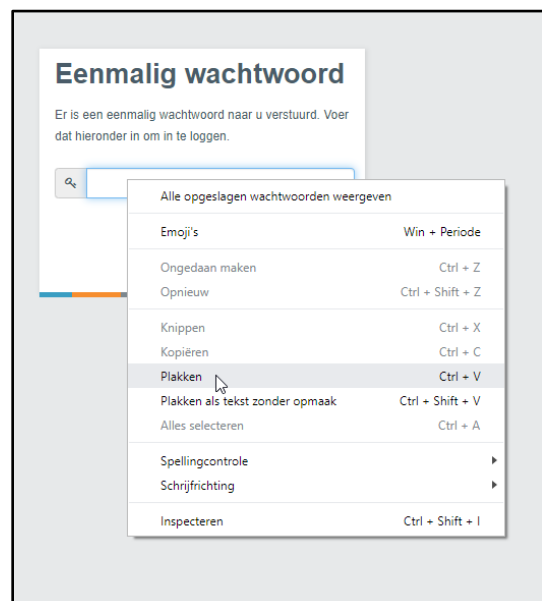 Eenmalig wachtwoord
Er is een eenmalig wachtwoord naar u verstuurd. Voer
dat hieronder in om in te loggen.
Alle opgeslagen wachtwoorden weergeven
Emoji's Win + Periode
Ongedaan maken Ctrl + Z
Opnieuw Ctrl + Shift + Z
Knippen Ctrl + X
Kopiëren Ctrl + C
Plakken Ctrl + V
Plakken als tekst zonder opmaak Ctrl + Shift + V
Alles selecteren Ctrl + A
Spellingcontrole
Schrijfrichting
Inspecteren Ctrl + Shift + I